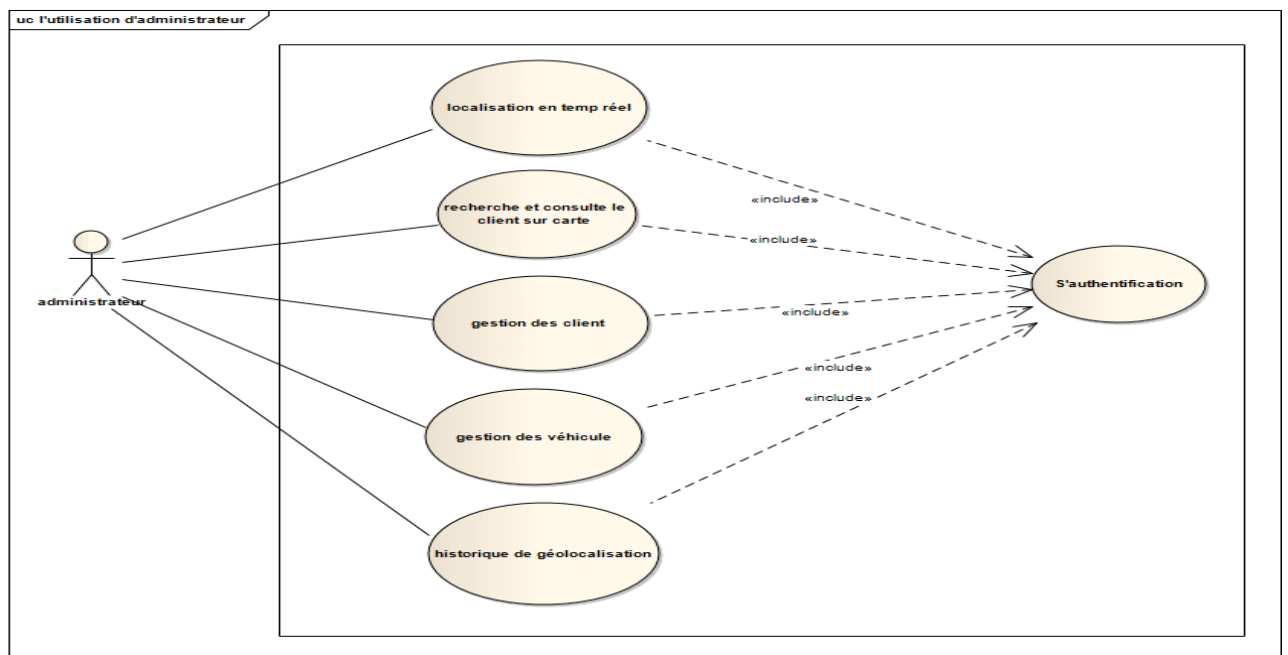 uc l'utilisation d'administrateur
localisation en temp réel
«include»
recherche et consulte le
client sur carte
«include»
S'authentification
administrateur
gestion des client
«include»
«include»
gestion des véhicule
«include»
historique de géolocalisation